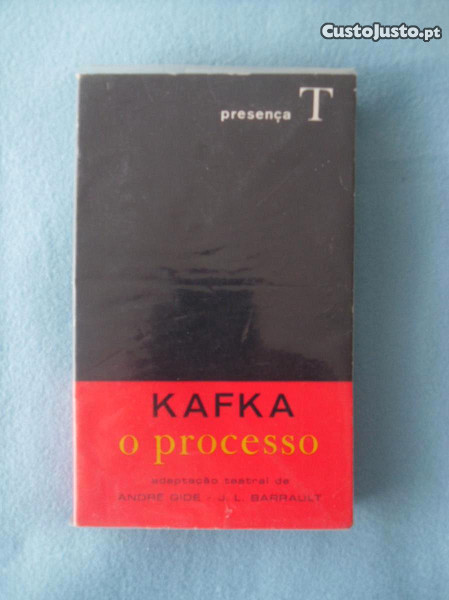 CustoJusto.pt
presença T
KAFKA
o processo
adaptação teatral de
ANDRÉ GIDE - J. L. BARRAULT